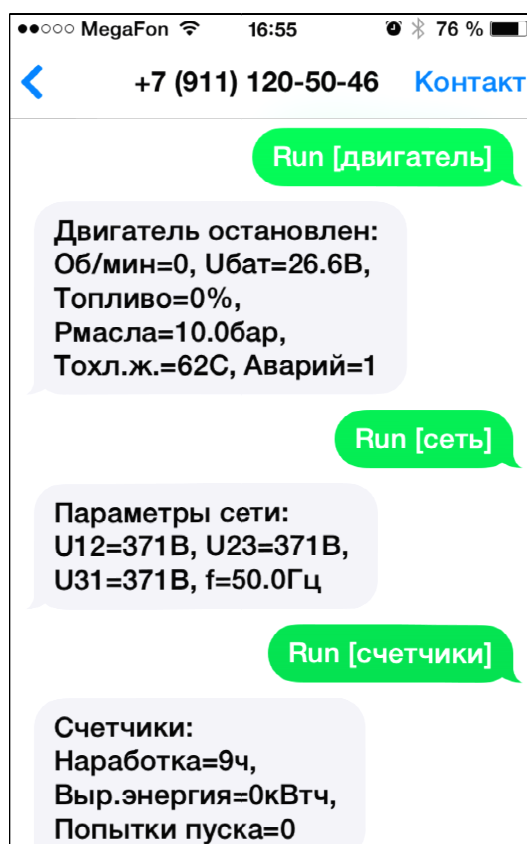 MegaFon 16:55 76 %
+7 (911) 120-50-46 Контакт
Run [двигатель]
Двигатель остановлен:
Об/мин=0, Uбат=26.6В,
Топливо=0%,
Рмасла=10.0бар,
Тохл.ж.=62С, Аварий=1
Run [сеть]
Параметры сети:
U12=371В, U23=371В,
U31=371В, f=50.0Гц
Run [счетчики]
Счетчики:
Наработка=9ч,
Выр.энергия=0кВтч,
Попытки пуска=0